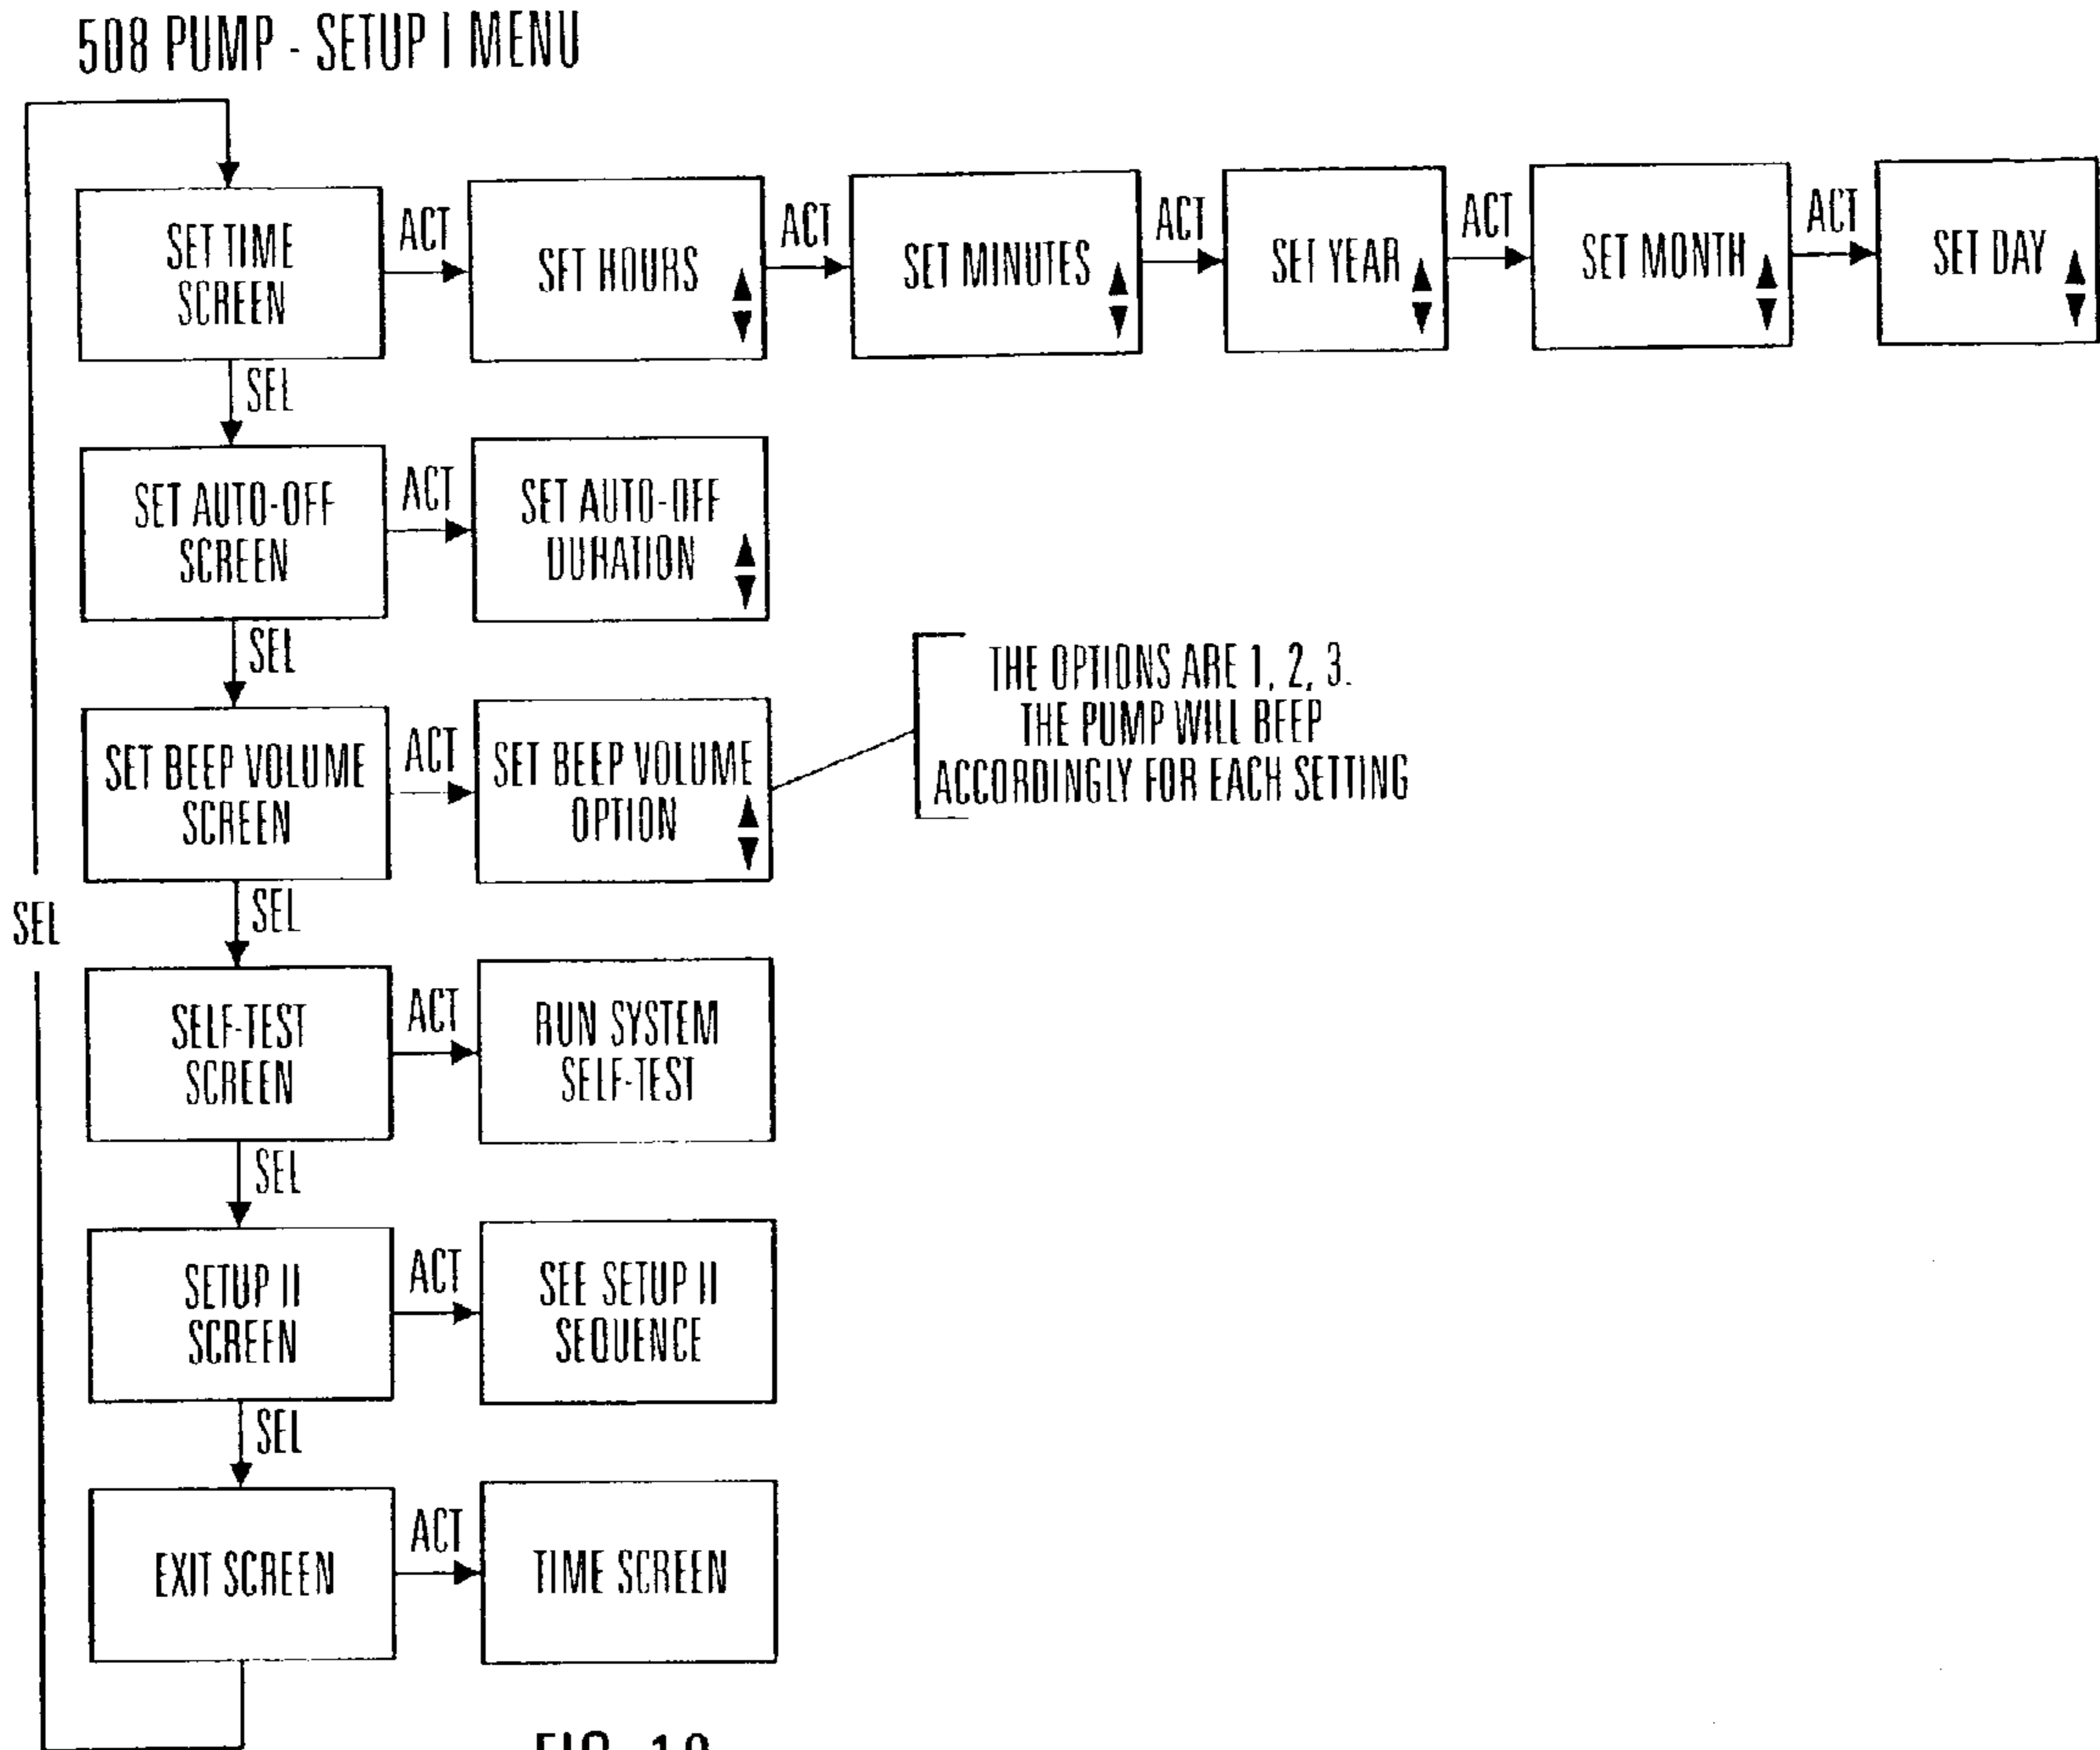 508 PUMP - SETUP I MENU
SET TIME
SCREEN
ACT
SET HOURS
ACT
SET MINUTES
ACT
SET YEAR
ACT
SET MONTH
ACT
SET DAY
SEL
SET AUTO-OFF
SCREEN
ACT
SET AUTO-OFF
DURATION
SEL
SET BEEP VOLUME
SCREEN
ACT
SET BEEP VOLUME
OPTION
THE OPTIONS ARE 1, 2, 3.
THE PUMP WILL BEEP
ACCORDINGLY FOR EACH SETTING
SEL
SEL
SELF-TEST
SCREEN
ACT
RUN SYSTEM
SELF-TEST
SEL
SETUP II
SCREEN
ACT
SEE SETUP II
SEQUENCE
SEL
EXIT SCREEN
ACT
TIME SCREEN
FIG.